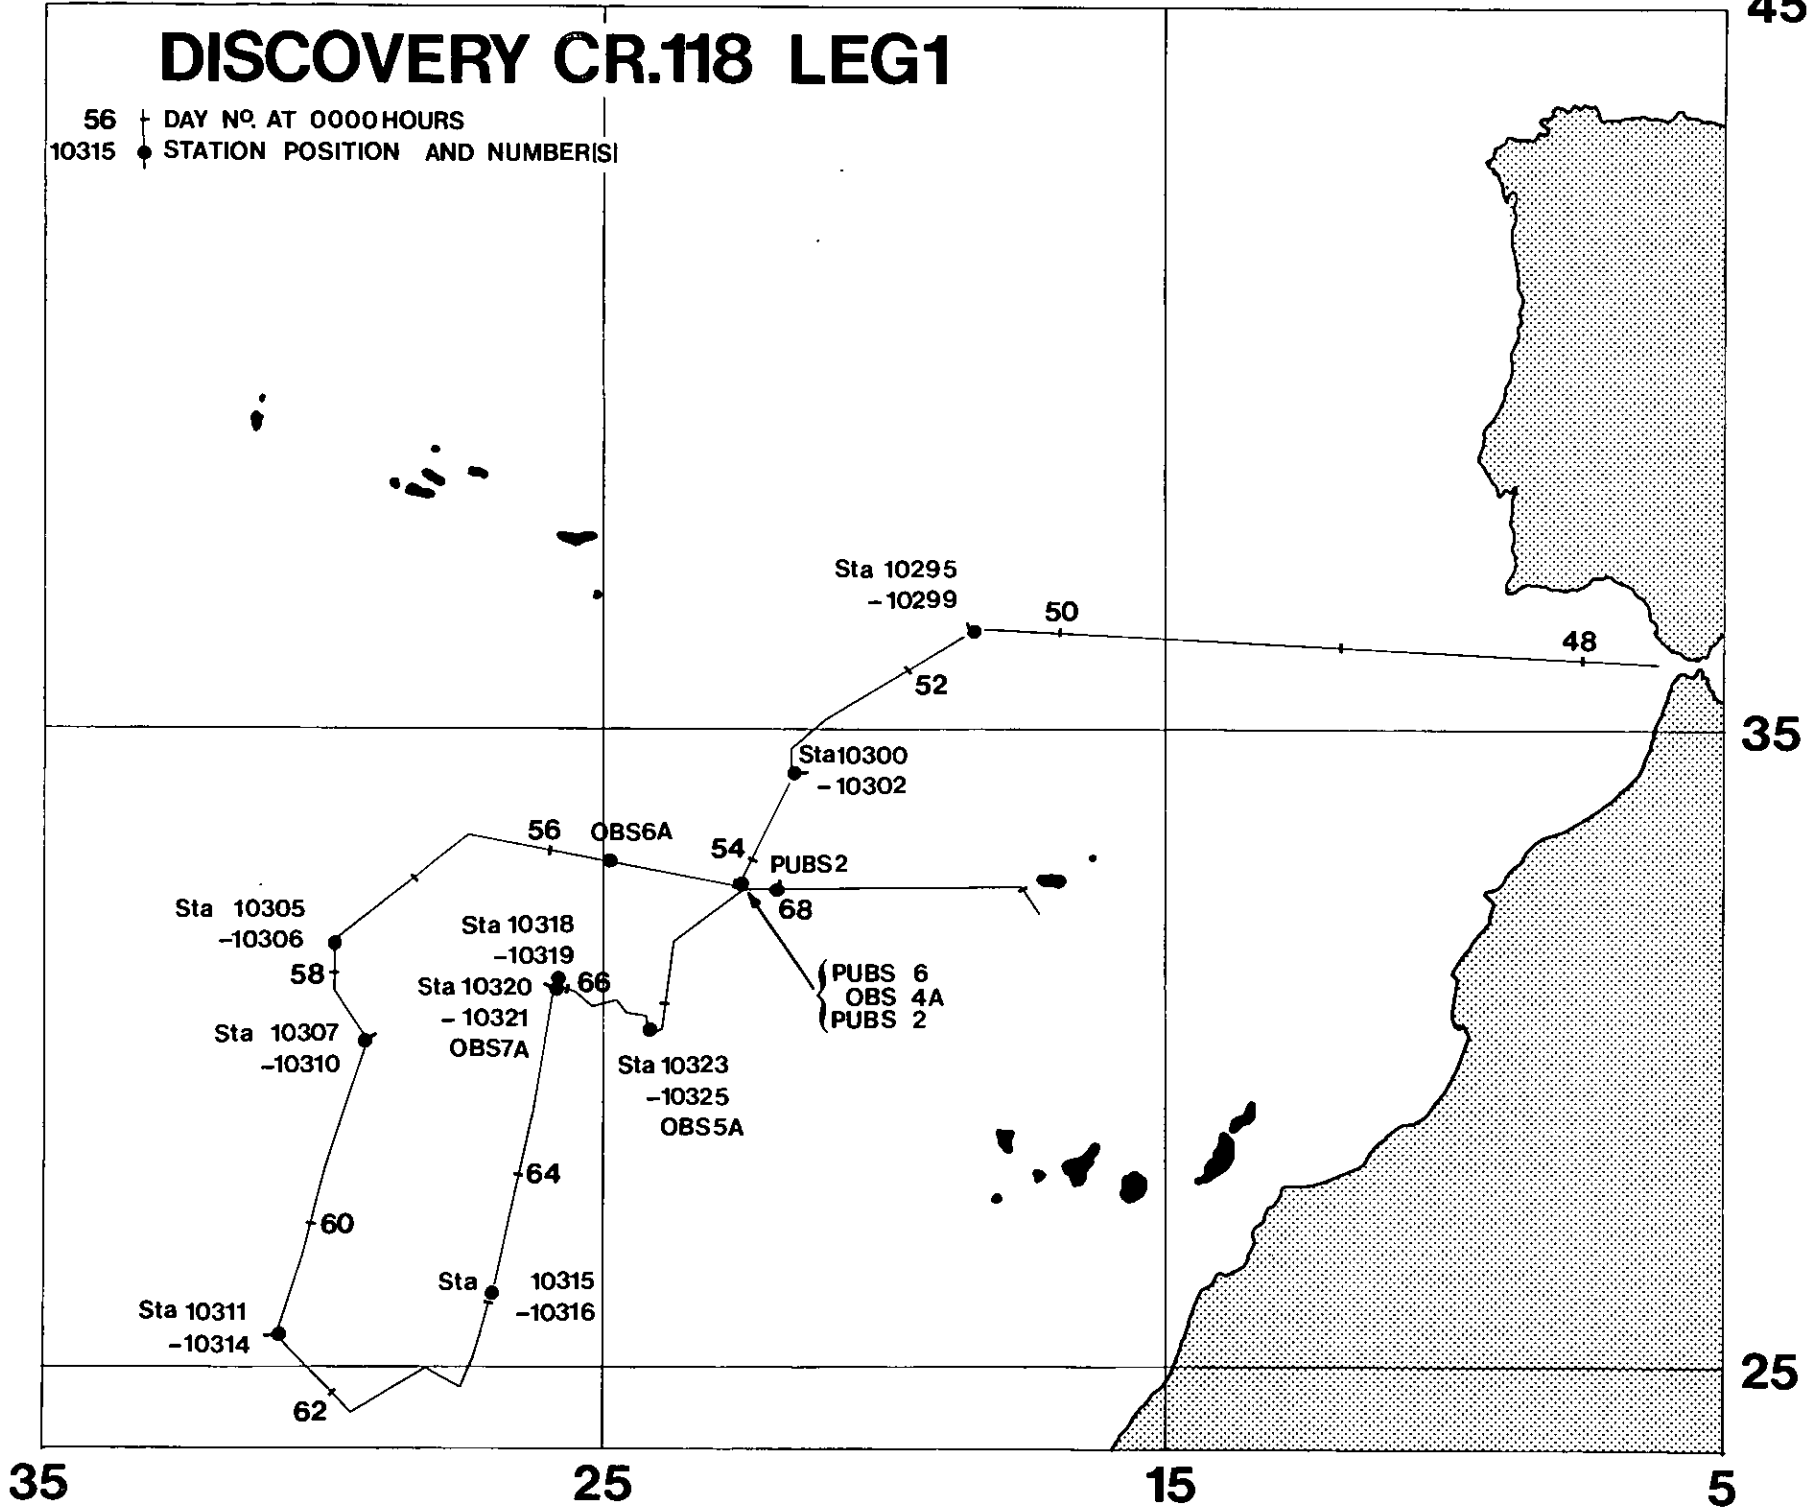 45
DISCOVERY CR.118 LEG1
56 DAY Nº. AT 0000HOURS
10315 STATION POSITION AND NUMBER(S)
Sta 10295
-10299
50
48
52
35
Sta10300
-10302
56
OBS6A
54
PUBS2
68
Sta 10305
-10306
58
Sta 10318
-10319
66
Sta 10320
-10321
OBS7A
PUBS 6
OBS 4A
PUBS 2
Sta 10307
-10310
Sta 10323
-10325
OBS5A
64
60
Sta 10315
-10316
Sta 10311
-10314
25
62
35
25
15
5